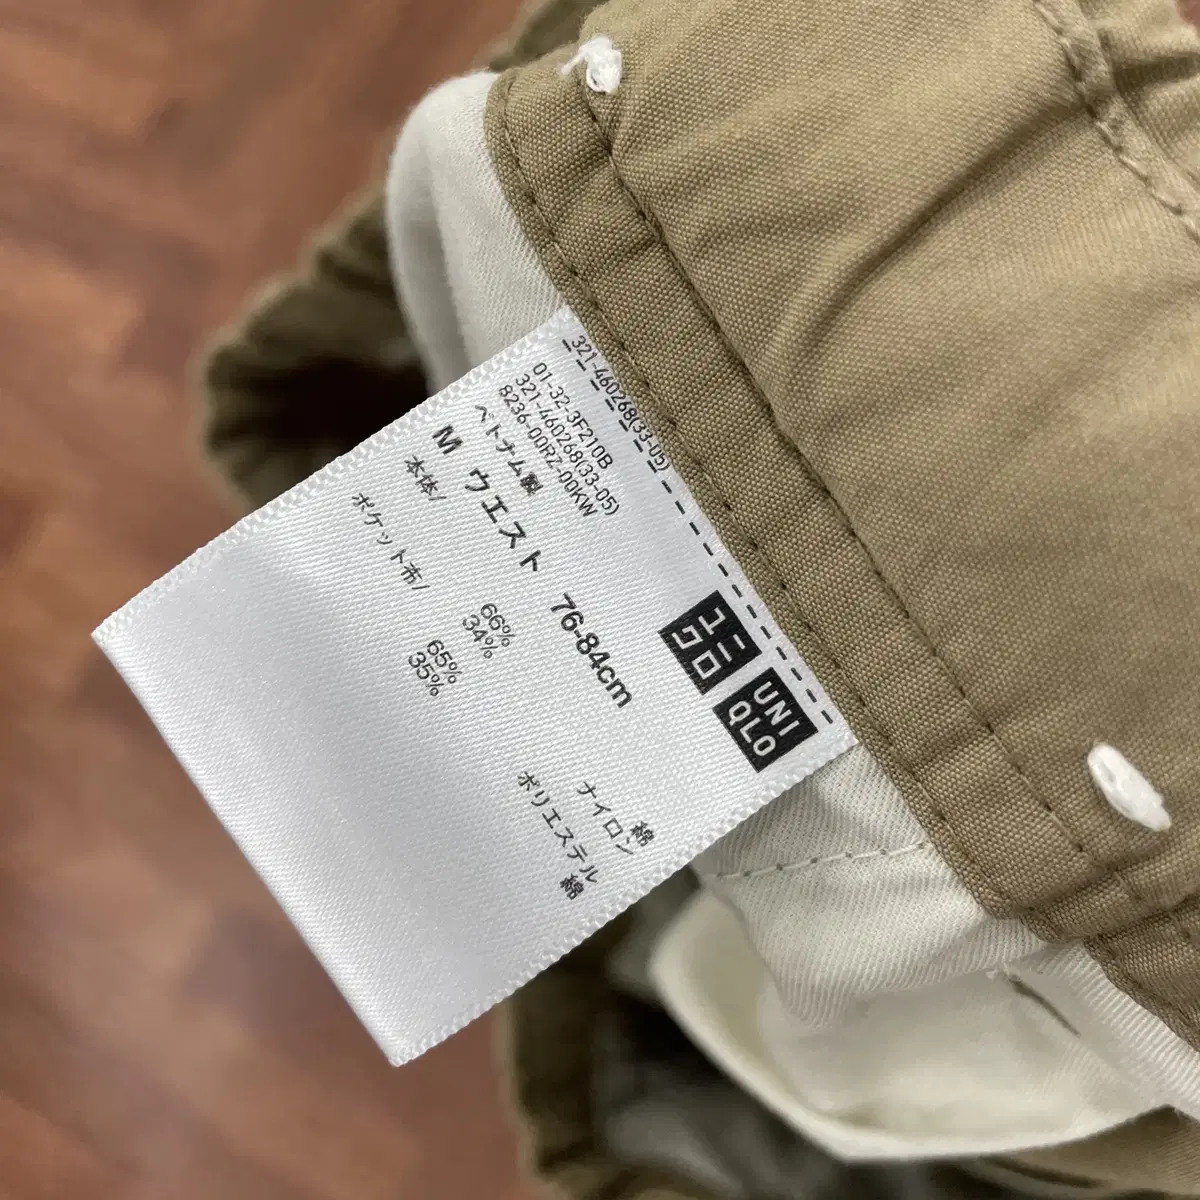 321-460268(33-05)
ユニ
クロ
UNI
QLO
01-32-3F210B
321-460268(33-05)
8236-00RZ-00KW
ベトナム製
M ウエスト 76-84cm
本体/ 66% 綿
34% ナイロン
ポケット布/ 65% ポリエステル
35% 綿